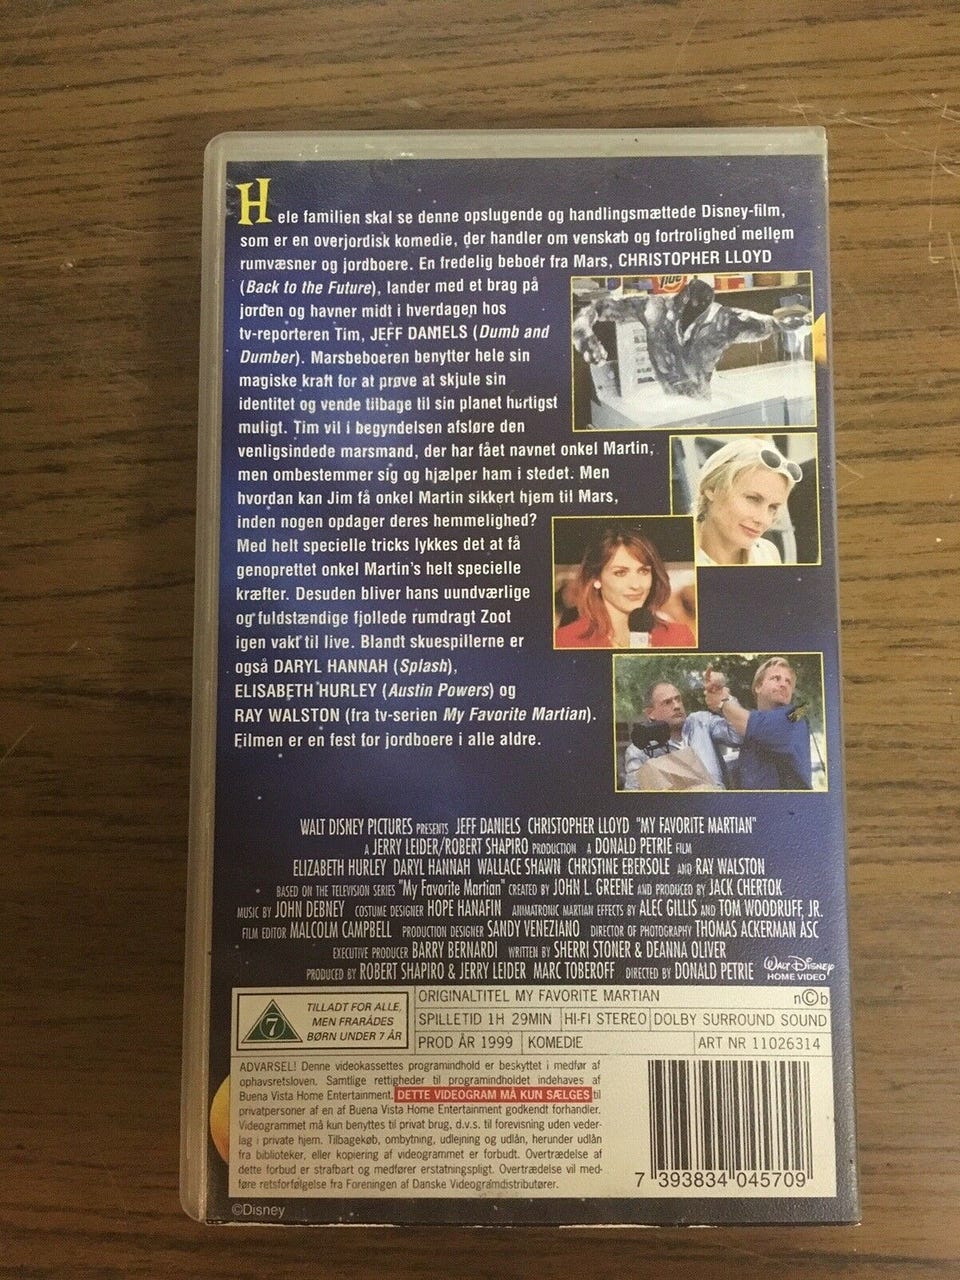 Hele familien skal se denne opslugende og handlingsmættede Disney-film,
som er en overjordisk komedie, der handler om venskab og fortrolighed mellem
rumvæsner og jordboere. En fredelig beboer fra Mars, CHRISTOPHER LLOYD
(Back to the Future), lander med et brag på
jorden og havner midt i hverdagen hos
tv-reporteren Tim, JEFF DANIELS (Dumb and
Dumber). Marsbeboeren benytter hele sin
magiske kraft for at prøve at skjule sin
identitet og vende tilbage til sin planet hurtigst
muligt. Tim vil i begyndelsen afsløre den
venligsindede marsmand, der har fået navnet onkel Martin,
men ombestemmer sig og hjælper ham i stedet. Men
hvordan kan Jim få onkel Martin sikkert hjem til Mars,
inden nogen opdager deres hemmelighed?
Med helt specielle tricks lykkes det at få
genoprettet onkel Martin's helt specielle
kræfter. Desuden bliver hans uundværlige
og fuldstændige fjollede rumdragt Zoot
igen vakt til live. Blandt skuespillerne er
også DARYL HANNAH (Splash),
ELISABETH HURLEY (Austin Powers) og
RAY WALSTON (fra tv-serien My Favorite Martian).
Filmen er en fest for jordboere i alle aldre.
WALT DISNEY PICTURES PRESENTS JEFF DANIELS CHRISTOPHER LLOYD "MY FAVORITE MARTIAN"
A JERRY LEIDER/ROBERT SHAPIRO PRODUCTION A DONALD PETRIE FILM
ELIZABETH HURLEY DARYL HANNAH WALLACE SHAWN CHRISTINE EBERSOLE AND RAY WALSTON
BASED ON THE TELEVISION SERIES "My Favorite Martian" CREATED BY JOHN L. GREENE AND PRODUCED BY JACK CHERTOK
MUSIC BY JOHN DEBNEY COSTUME DESIGNER HOPE HANAFIN ANIMATRONIC MARTIAN EFFECTS BY ALEC GILLIS AND TOM WOODRUFF, JR.
FILM EDITOR MALCOLM CAMPBELL PRODUCTION DESIGNER SANDY VENEZIANO DIRECTOR OF PHOTOGRAPHY THOMAS ACKERMAN ASC
EXECUTIVE PRODUCER BARRY BERNARDI WRITTEN BY SHERRI STONER & DEANNA OLIVER
PRODUCED BY ROBERT SHAPIRO & JERRY LEIDER MARC TOBEROFF DIRECTED BY DONALD PETRIE
WALT DISNEY
HOME VIDEO
7
TILLADT FOR ALLE,
MEN FRARÅDES
BØRN UNDER 7 ÅR
ORIGINALTITEL MY FAVORITE MARTIAN n©b
SPILLETID 1H 29MIN HI-FI STEREO DOLBY SURROUND SOUND
PROD ÅR 1999 KOMEDIE ART NR 11026314
ADVARSEL! Denne videokassettes programindhold er beskyttet i medfør af
ophavsretsloven. Samtlige rettigheder til programindholdet indehaves af
Buena Vista Home Entertainment. DETTE VIDEOGRAM MÅ KUN SÆLGES til
privatpersoner af en af Buena Vista Home Entertainment godkendt forhandler.
Videogrammet må kun benyttes til privat brug, d.v.s. til forevisning uden veder-
lag i private hjem. Tilbagekøb, ombytning, udlejning og udlån, herunder udlån
fra biblioteker, eller kopiering af videogrammet er forbudt. Overtrædelse af
dette forbud er strafbart og medfører erstatningspligt. Overtrædelse vil med-
føre retsforfølgelse fra Foreningen af Danske Videogramdistributører.
7 393834 045709
©Disney